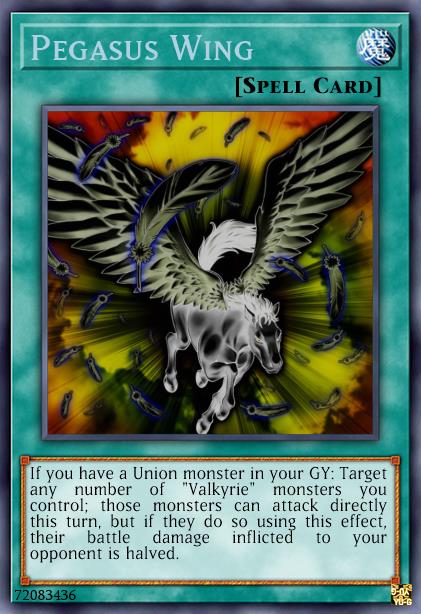 Pegasus Wing
魔
[Spell Card]
If you have a Union monster in your GY: Target
any number of "Valkyrie" monsters you
control; those monsters can attack directly
this turn, but if they do so using this effect,
their battle damage inflicted to your
opponent is halved.
72083436